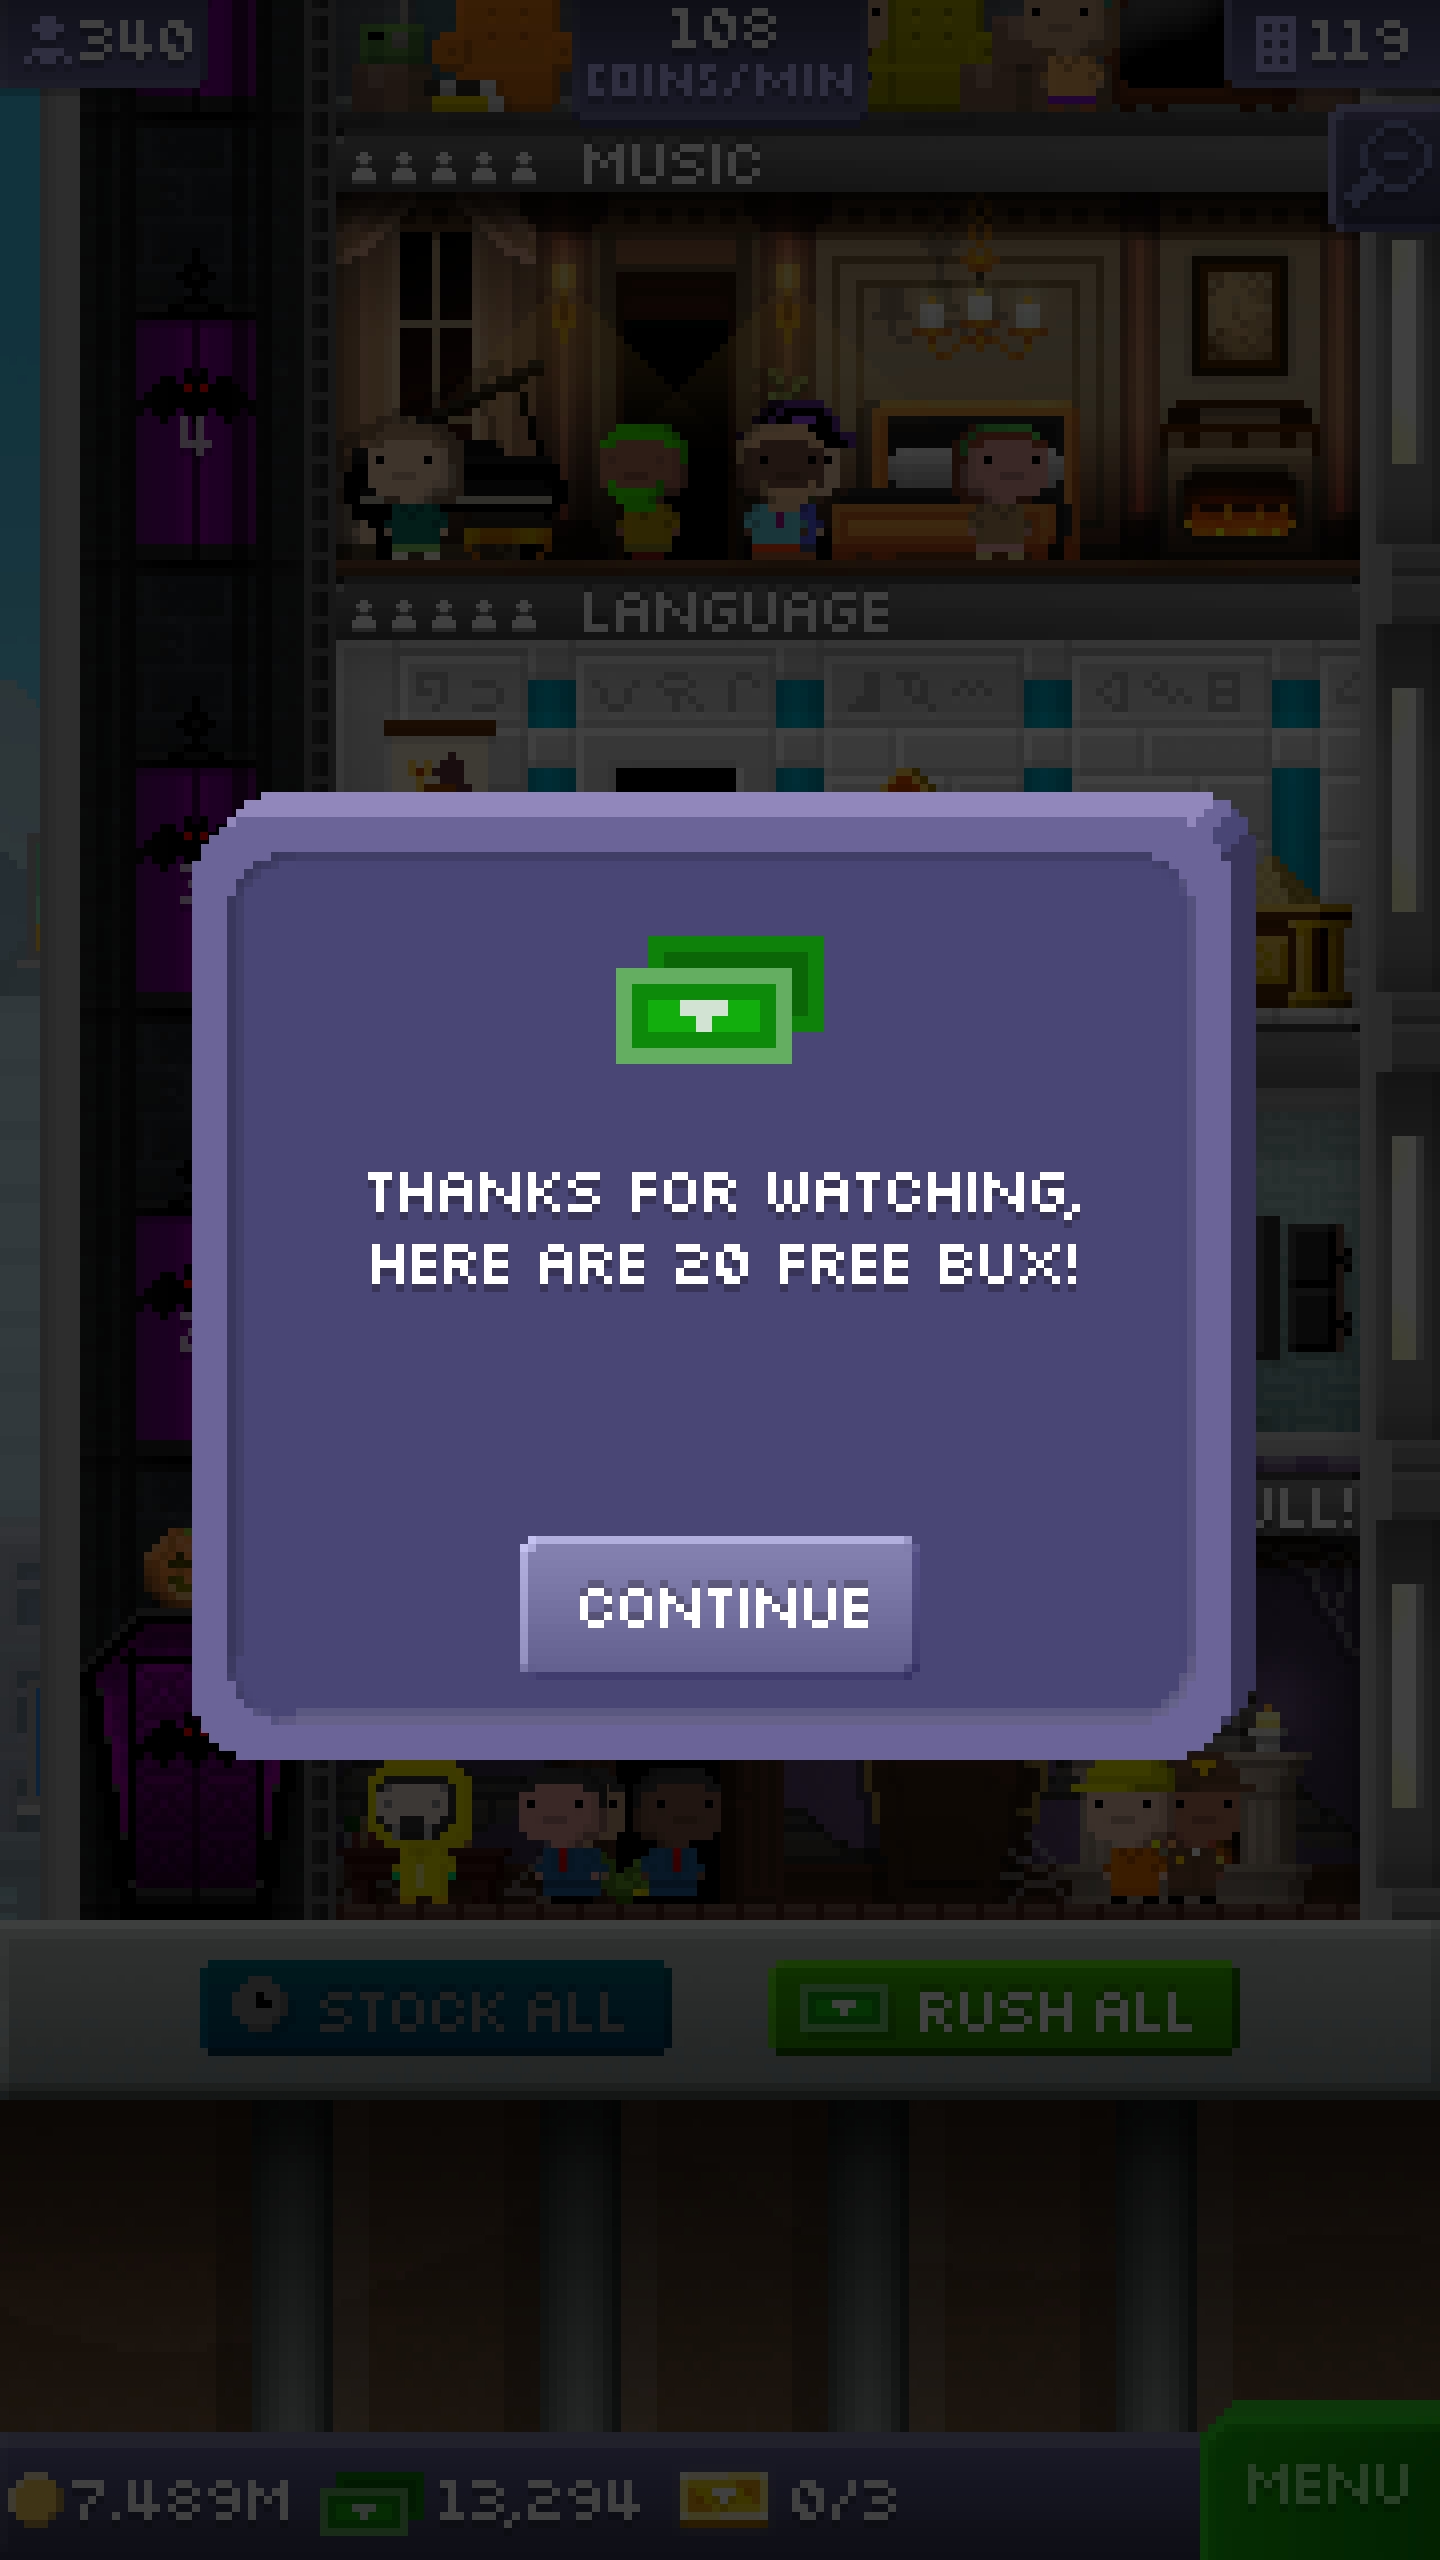 340
108
COINS/MIN
119
MUSIC
4
LANGUAGE
THANKS FOR WATCHING,
HERE ARE 20 FREE BUX!
CONTINUE
STOCK ALL
RUSH ALL
7.489M
13,294
0/3
MENU